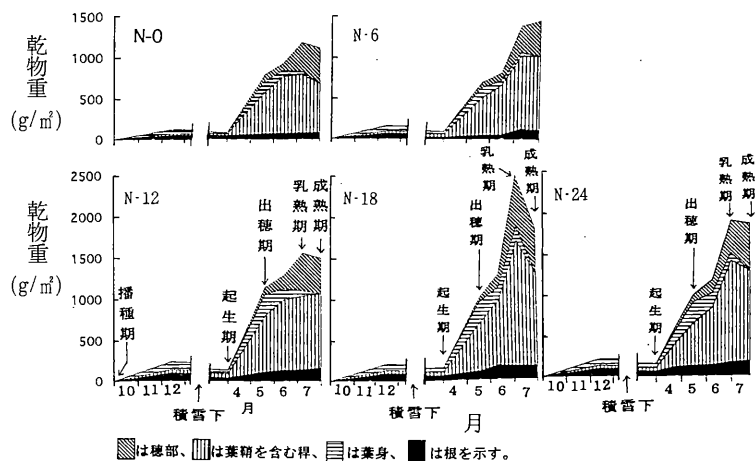 乾物重
(g/㎡)
1500
1000
500
0
N-0
N-6
乾物重
(g/㎡)
2500
2000
1500
1000
500
0
N-12
播種期
起生期
出穂期
乳熟期
成熟期
N-18
起生期
出穂期
乳熟期
成熟期
N-24
起生期
出穂期
乳熟期
成熟期
10 11 12 4 5 6 7
10 11 12 4 5 6 7
10 11 12 4 5 6 7
積雪下 月
積雪下 月
積雪下
は穂部、は葉鞘を含む稈、は葉身、は根を示す。